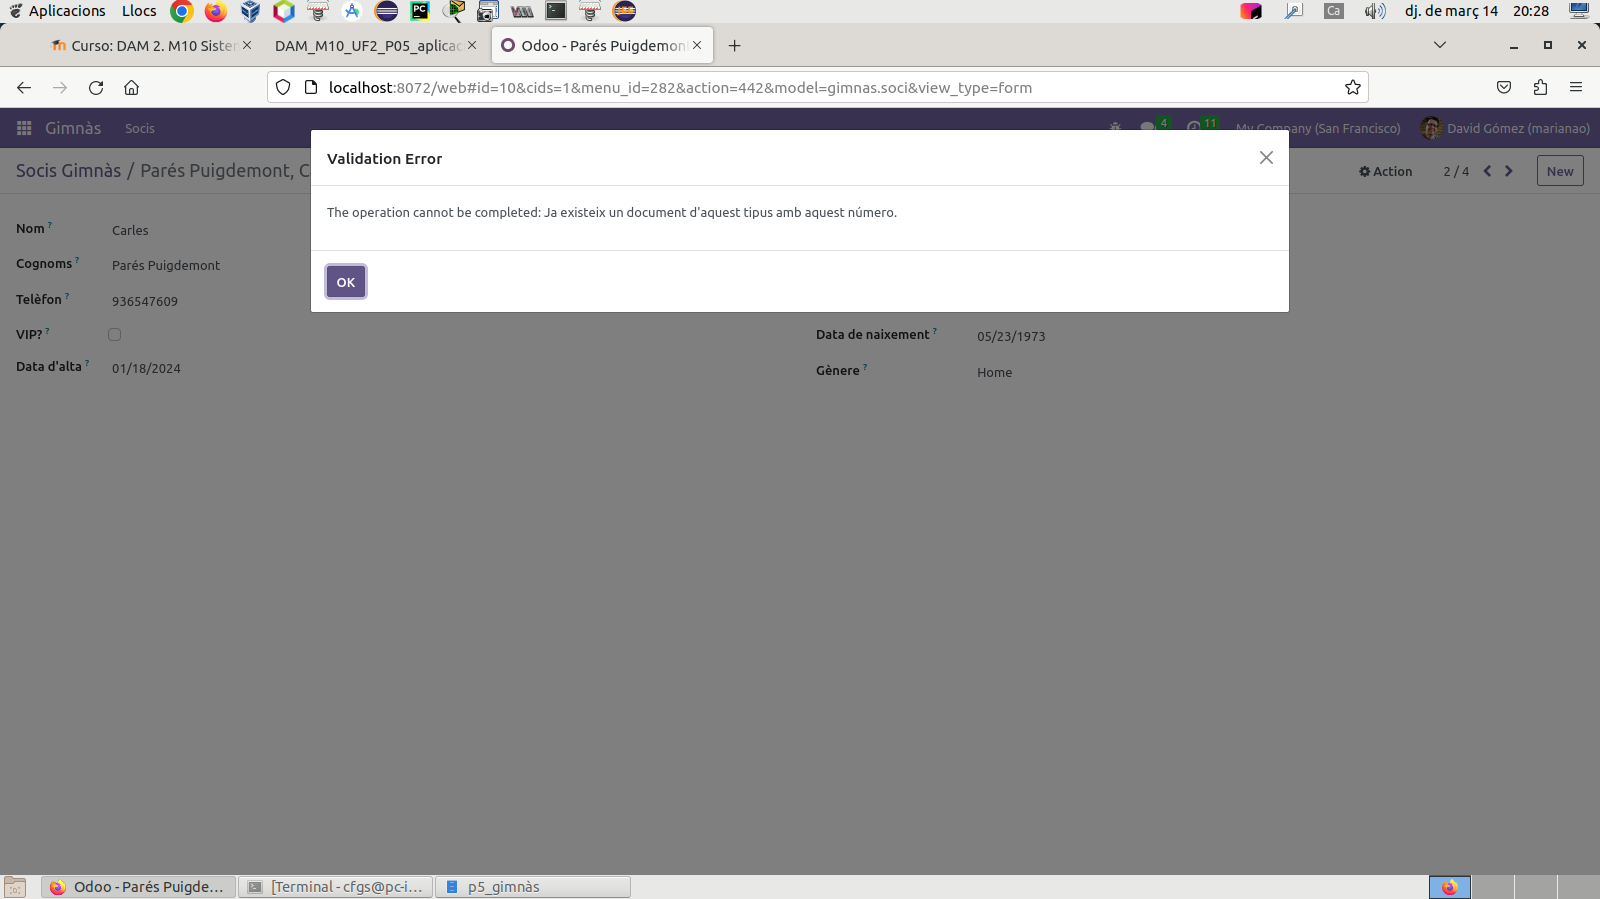 Aplicacions Llocs Ca dj. de març 14 20:28
Curso: DAM 2. M10 Sister DAM_M10_UF2_P05_aplicac Odoo - Parés Puigdemon
localhost:8072/web#id=10&cids=1&menu_id=282&action=442&model=gimnas.soci&view_type=form
Gimnàs Socis 4 11 My Company (San Francisco) David Gómez (marianao)
Socis Gimnàs / Parés Puigdemont, C Action 2 / 4 New
Validation Error
The operation cannot be completed: Ja existeix un document d'aquest tipus amb aquest número.
OK
Nom ? Carles
Cognoms ? Parés Puigdemont
Telèfon ? 936547609
VIP? ? Data de naixement ? 05/23/1973
Data d'alta ? 01/18/2024 Gènere ? Home
Odoo - Parés Puigde... [Terminal - cfgs@pc-i... p5_gimnàs